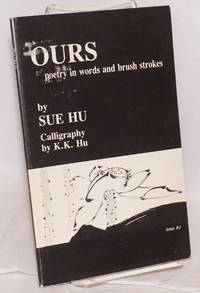 OURS
poetry in words and brush strokes
by
SUE HU
Calligraphy
by K.K. Hu
Issue #1